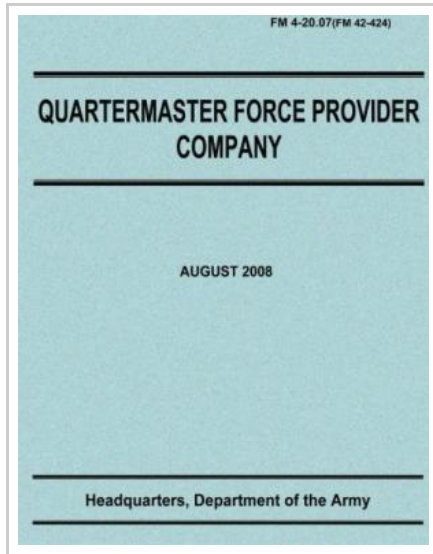 FM 4-20.07(FM 42-424)
QUARTERMASTER FORCE PROVIDER
COMPANY
AUGUST 2008
Headquarters, Department of the Army